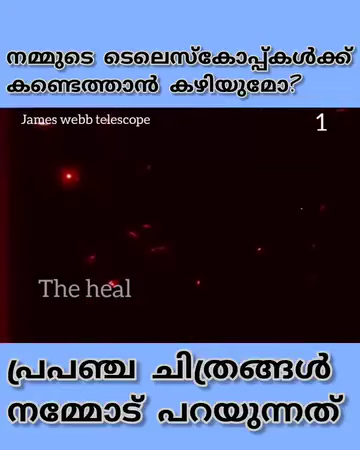 നമ്മുടെ ടെലെസ്കോപ്പ്കൾക്ക്
കണ്ടെത്താൻ കഴിയുമോ?
James webb telescope
1
The heal
പ്രപഞ്ച ചിത്രങ്ങൾ
നമ്മോട് പറയുന്നത്